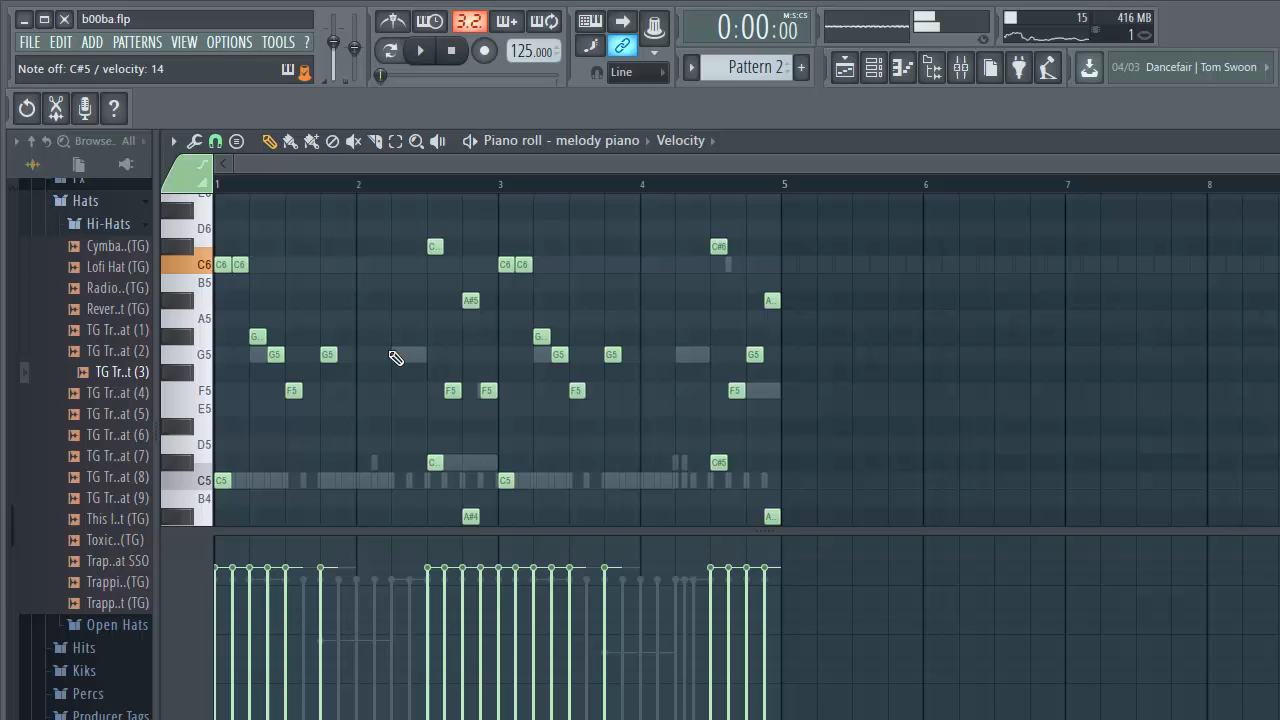 b00ba.flp
FILE EDIT ADD PATTERNS VIEW OPTIONS TOOLS ?
Note off: C#5 / velocity: 14
3.2.
125.000
Line
0:00:00
M:S:CS
Pattern 2
15
416 MB
1
04/03 Dancefair | Tom Swoon
Browse.. All
Piano roll - melody piano Velocity
Hats
Hi-Hats
Cymba..(TG)
Lofi Hat (TG)
Radio..(TG)
Rever..t (TG)
TG Tr..at (1)
TG Tr..at (2)
TG Tr..t (3)
TG Tr..at (4)
TG Tr..at (5)
TG Tr..at (6)
TG Tr..at (7)
TG Tr..at (8)
TG Tr..at (9)
This l..t (TG)
Toxic..(TG)
Trap..at SSO
Trappi..(TG)
Trapp..t (TG)
Open Hats
Hits
Kiks
Percs
Producer Tags
1 2 3 4 5 6 7 8
D6
C.. C#6
C6 C6 C6 C6 C6
B5
A#5 A..
A5
G.. G..
G5 G5 G5 G5 G5 G5
F5 F5 F5 F5 F5 F5
E5
D5
C.. C#5
C5 C5 C5
B4
A#4 A..